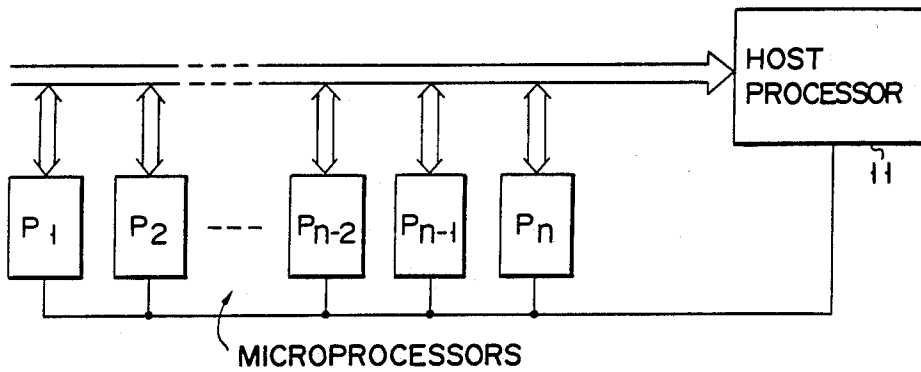 HOST
PROCESSOR
11
P1 P2 Pn-2 Pn-1 Pn
MICROPROCESSORS